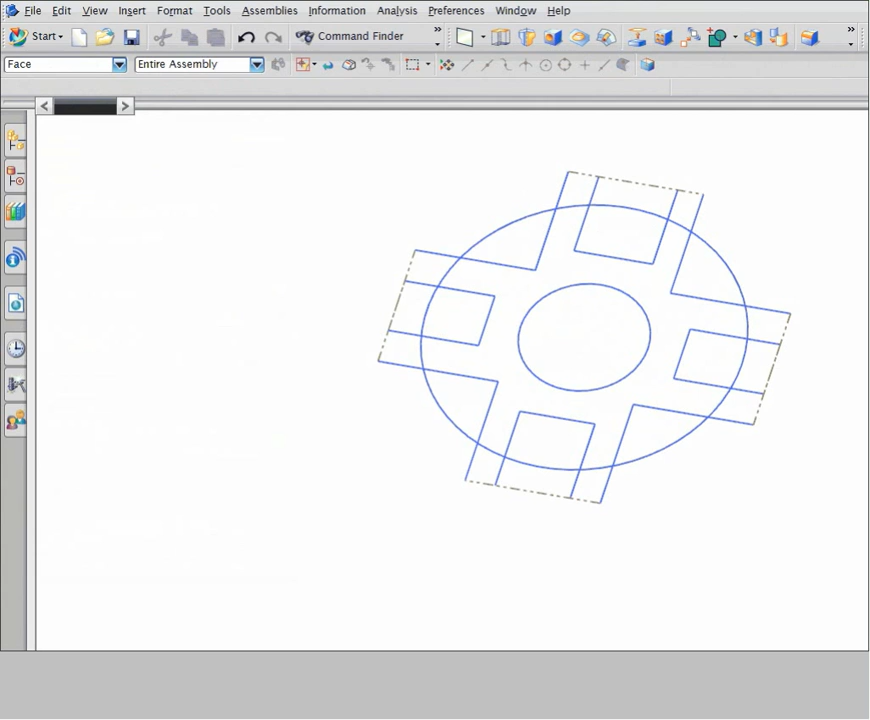 File Edit View Insert Format Tools Assemblies Information Analysis Preferences Window Help
Start Command Finder
Face Entire Assembly